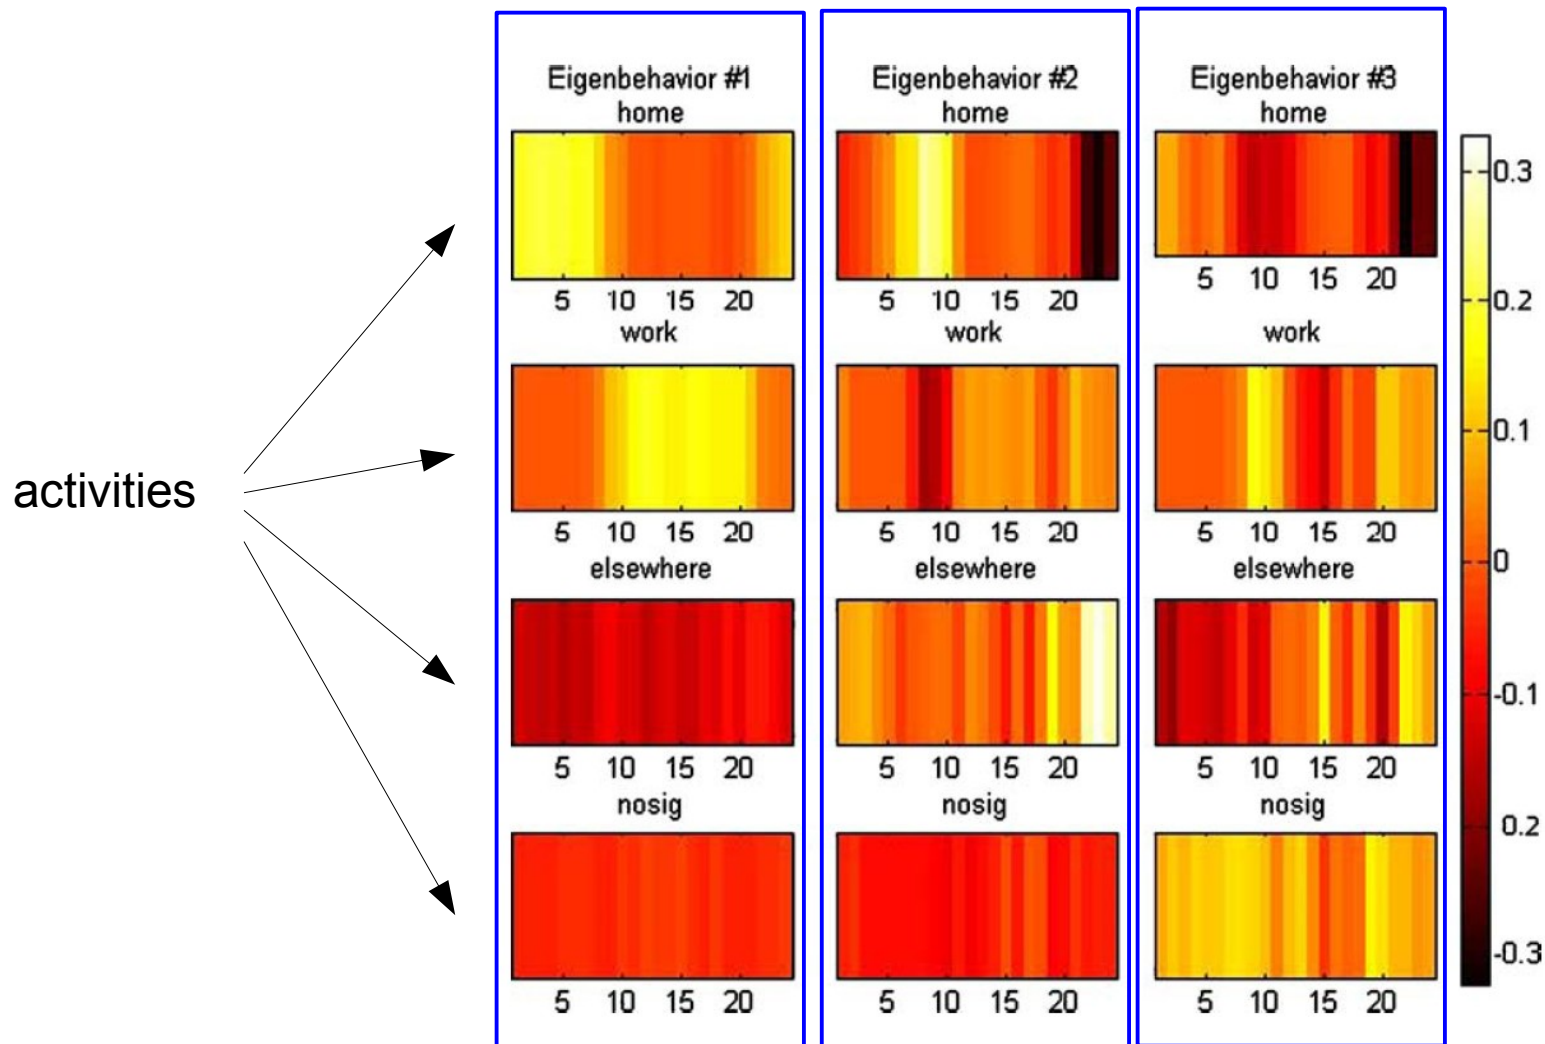 Eigenbehavior #1 Eigenbehavior #2 Eigenbehavior #3
home home home
0.3
5 10 15 20 5 10 15 20 5 10 15 20
0.2
work work work
0.1
activities
5 10 15 20 5 10 15 20 5 10 15 20
0
elsewhere elsewhere elsewhere
-0.1
5 10 15 20 5 10 15 20 5 10 15 20
nosig nosig nosig
0.2
-0.3
5 10 15 20 5 10 15 20 5 10 15 20